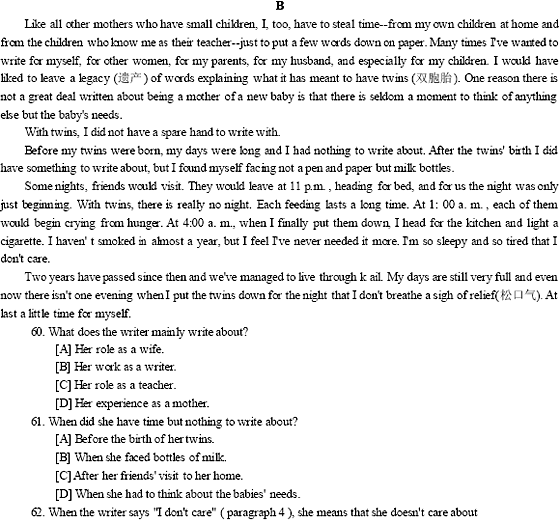 B
Like all other mothers who have small children, I, too, have to steal time--from my own children at home and
from the children who know me as their teacher--just to put a few words down on paper. Many times I've wanted to
write for myself, for other women, for my parents, for my husband, and especially for my children. I would have
liked to leave a legacy (遗产) of words explaining what it has meant to have twins (双胞胎). One reason there is
not a great deal written about being a mother of a new baby is that there is seldom a moment to think of anything
else but the baby's needs.
With twins, I did not have a spare hand to write with.
Before my twins were born, my days were long and I had nothing to write about. After the twins' birth I did
have something to write about, but I found myself facing not a pen and paper but milk bottles.
Some nights, friends would visit. They would leave at 11 p.m. , heading for bed, and for us the night was only
just beginning. With twins, there is really no night. Each feeding lasts a long time. At 1: 00 a. m. , each of them
would begin crying from hunger. At 4:00 a. m., when I finally put them down, I head for the kitchen and light a
cigarette. I haven' t smoked in almost a year, but I feel I've never needed it more. I'm so sleepy and so tired that I
don't care.
Two years have passed since then and we've managed to live through k ail. My days are still very full and even
now there isn't one evening when I put the twins down for the night that I don't breathe a sigh of relief(松口气). At
last a little time for myself.
60. What does the writer mainly write about?
[A] Her role as a wife.
[B] Her work as a writer.
[C] Her role as a teacher.
[D] Her experience as a mother.
61. When did she have time but nothing to write about?
[A] Before the birth of her twins.
[B] When she faced bottles of milk.
[C] After her friends' visit to her home.
[D] When she had to think about the babies' needs.
62. When the writer says "I don't care" ( paragraph 4 ), she means that she doesn't care about